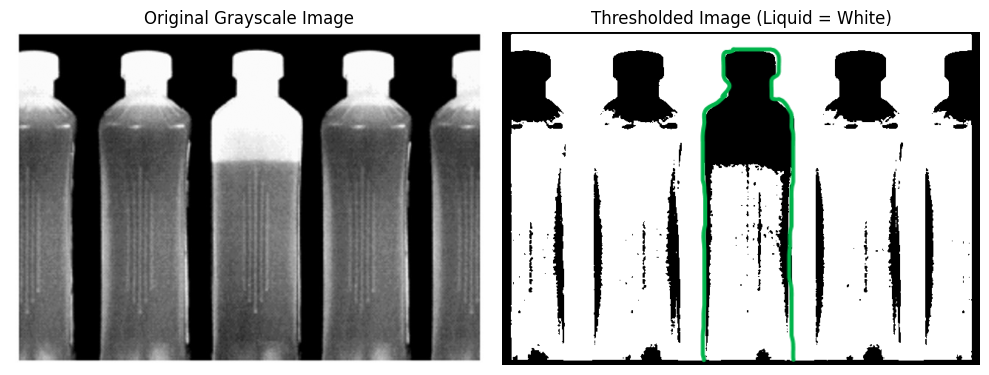 Original Grayscale Image
Thresholded Image (Liquid = White)